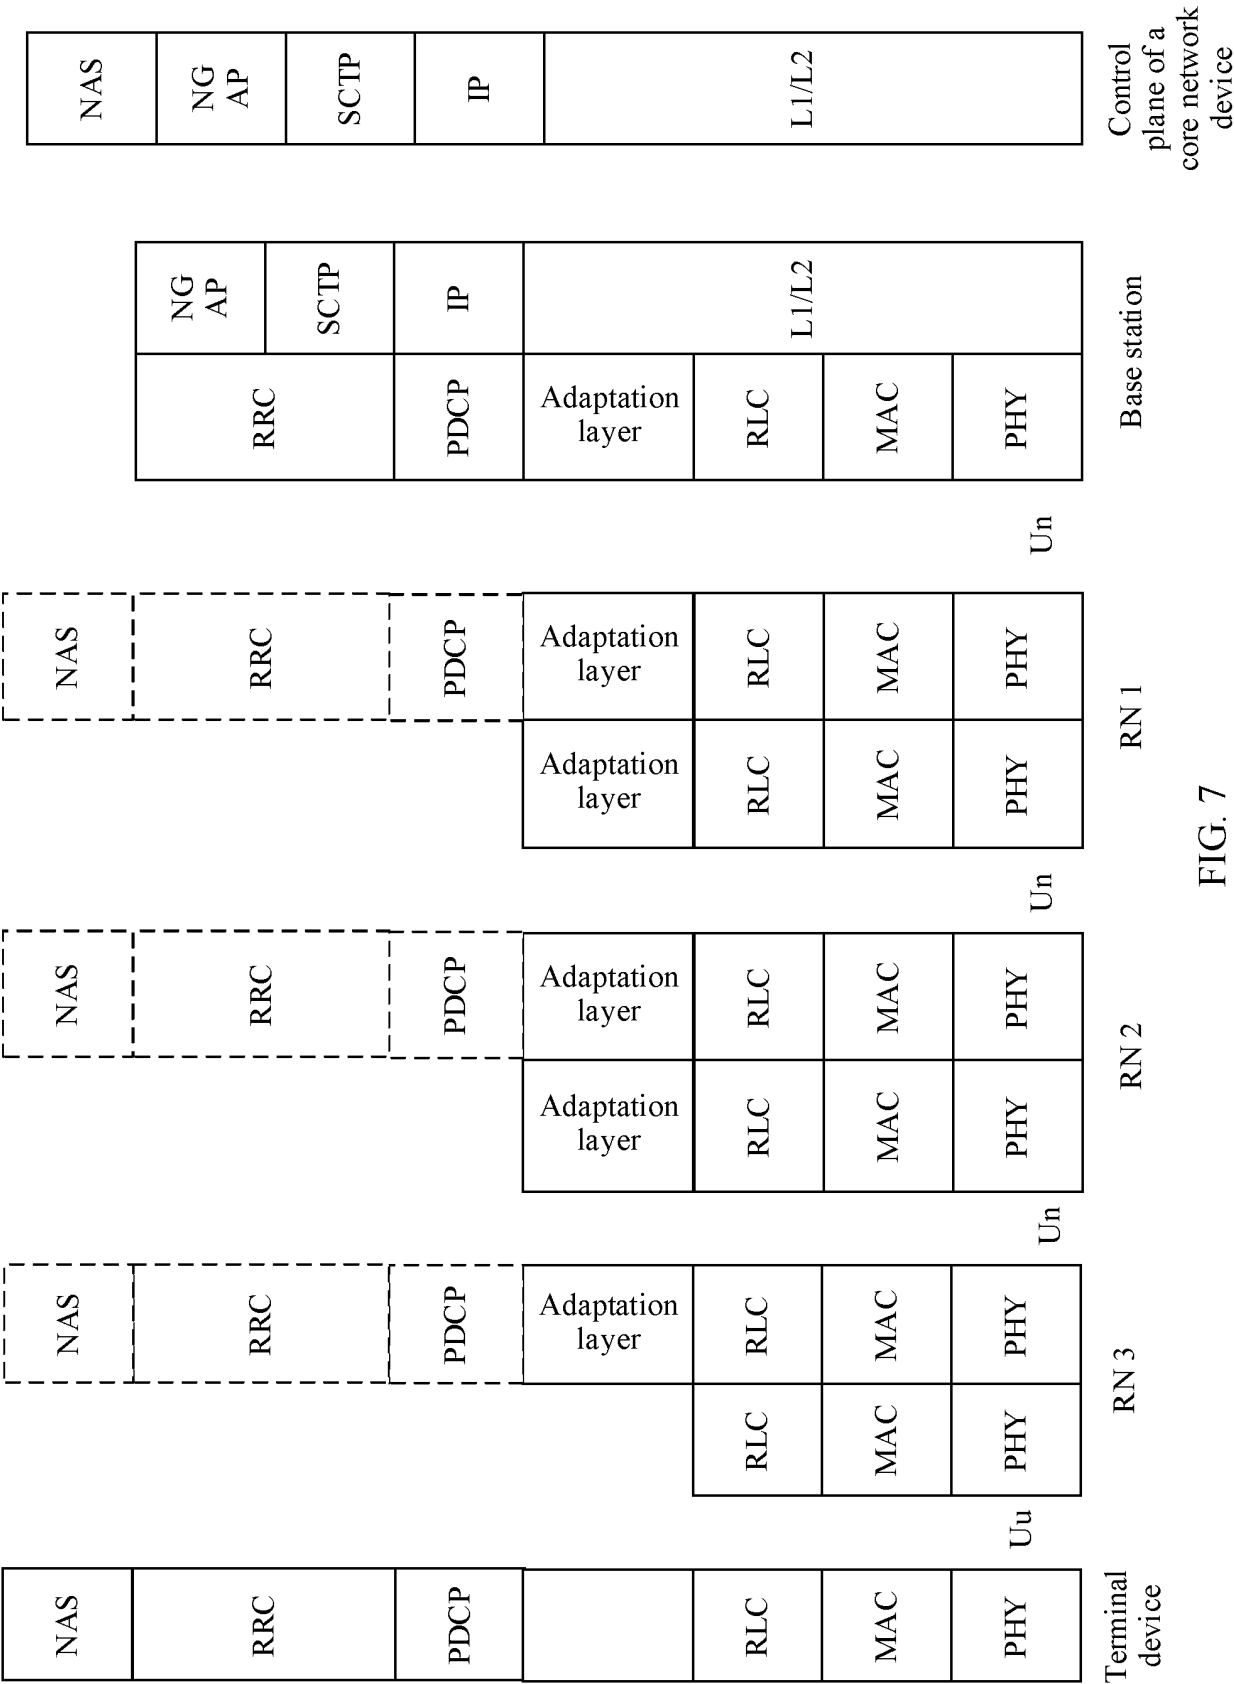 NAS
RRC
PDCP
RLC
MAC
PHY
Terminal
device
Uu
RLC
MAC
PHY
NAS
RRC
PDCP
Adaptation
layer
RLC
MAC
PHY
RN 3
Un
Adaptation
layer
RLC
MAC
PHY
NAS
RRC
PDCP
Adaptation
layer
RLC
MAC
PHY
RN 2
Un
Adaptation
layer
RLC
MAC
PHY
NAS
RRC
PDCP
Adaptation
layer
RLC
MAC
PHY
RN 1
Un
RRC
PDCP
Adaptation
layer
RLC
MAC
PHY
NG
AP
SCTP
IP
L1/L2
Base station
NAS
NG
AP
SCTP
IP
L1/L2
Control
plane of a
core network
device
FIG. 7